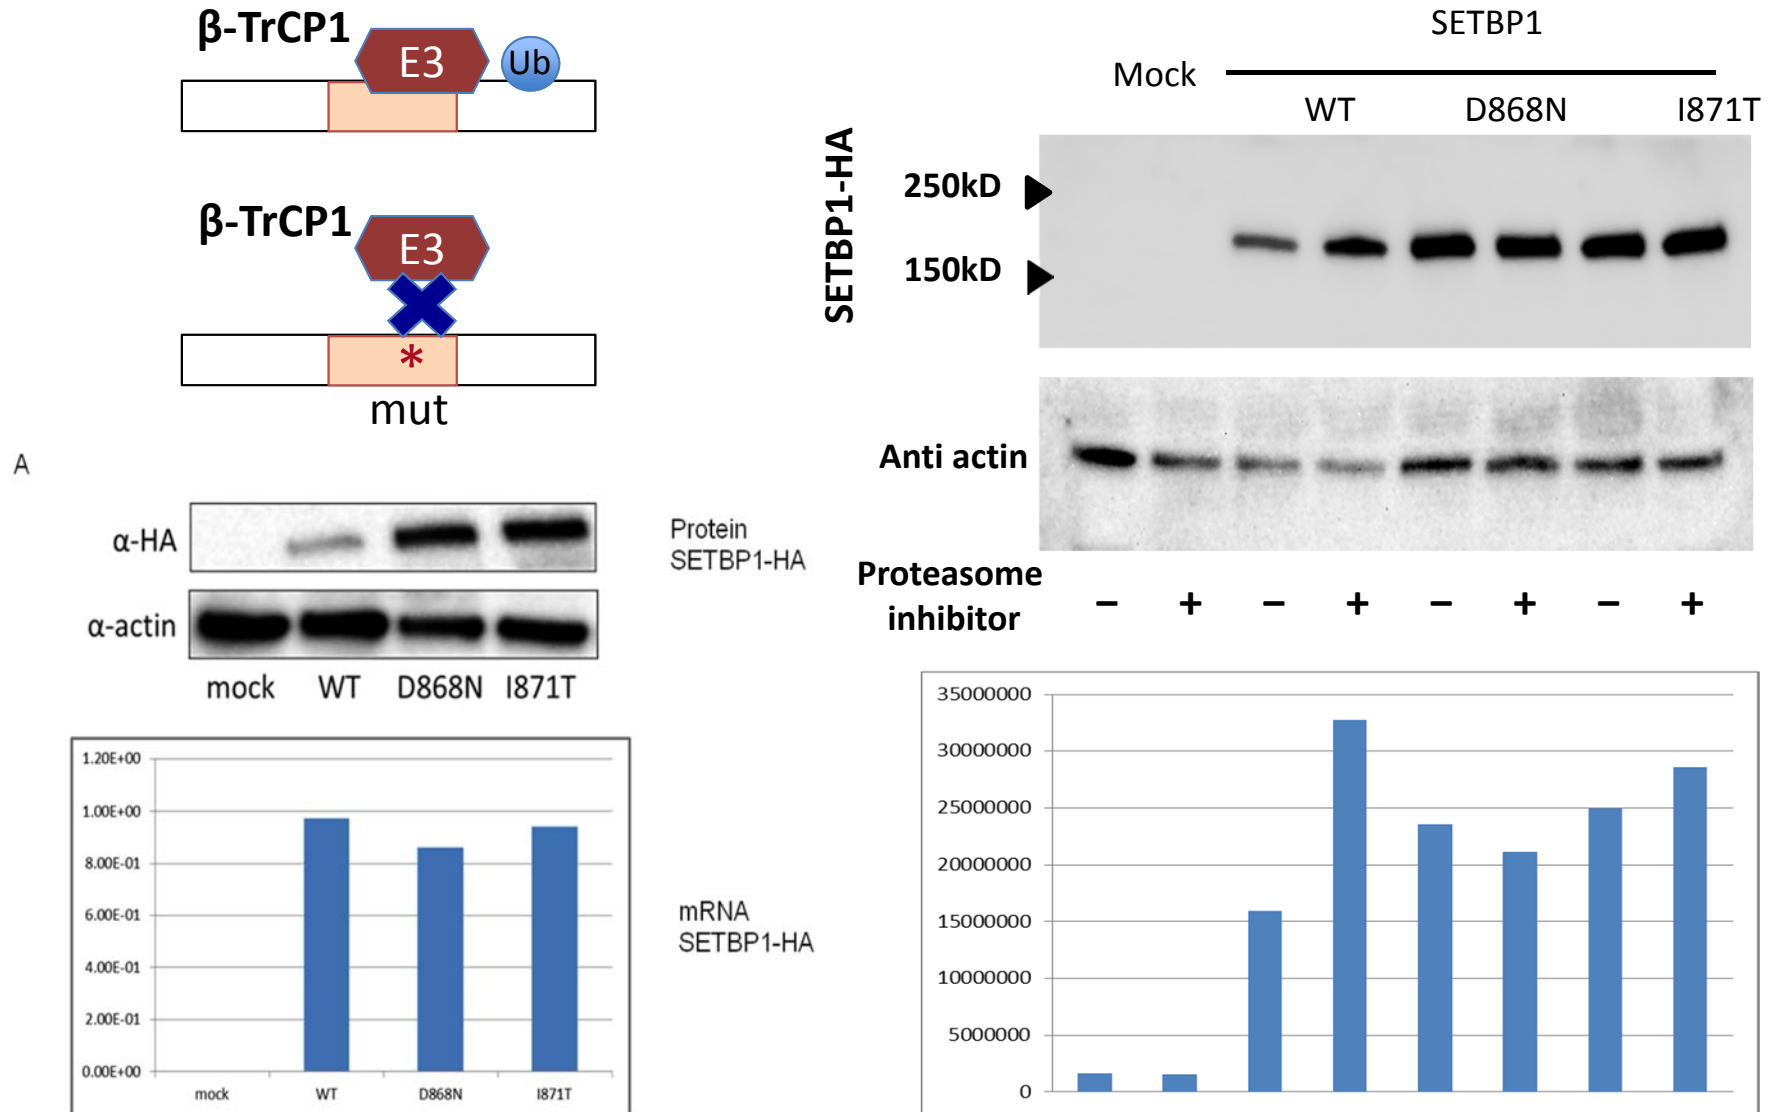 β-TrCP1
E3
Ub
β-TrCP1
E3
*
mut
A
α-HA
α-actin
mock WT D868N I871T
Protein
SETBP1-HA
1.20E+00
1.00E+00
8.00E-01
6.00E-01
4.00E-01
2.00E-01
0.00E+00
mock WT D868N I871T
mRNA
SETBP1-HA
SETBP1
Mock
WT D868N I871T
SETBP1-HA
250kD
150kD
Anti actin
Proteasome
inhibitor
– + – + – + – +
35000000
30000000
25000000
20000000
15000000
10000000
5000000
0